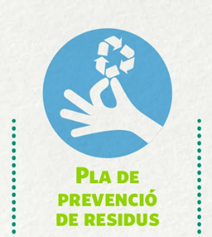 PLA DE
PREVENCIÓ
DE RESIDUS